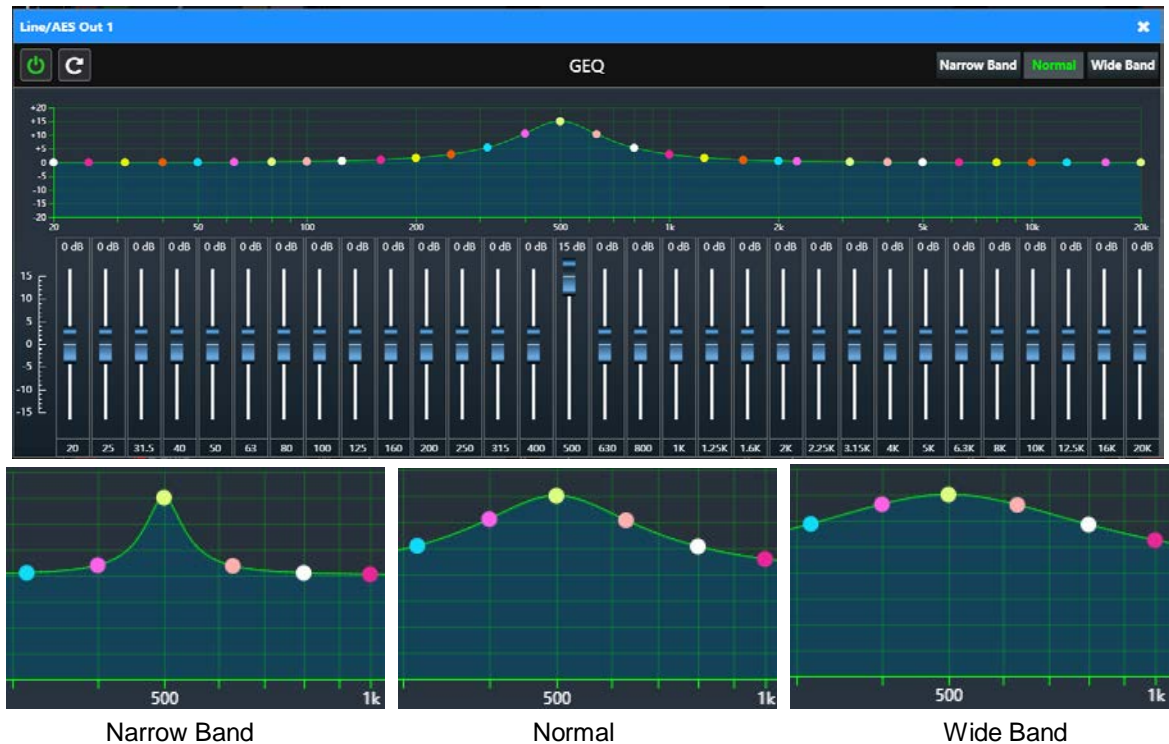 Line/AES Out 1
GEQ Narrow Band Normal Wide Band
+20
+15
+10
+5
0
-5
-10
-15
-20
20 50 100 200 500 1k 2k 5k 10k 20k
0 dB 0 dB 0 dB 0 dB 0 dB 0 dB 0 dB 0 dB 0 dB 0 dB 0 dB 0 dB 0 dB 0 dB 15 dB 0 dB 0 dB 0 dB 0 dB 0 dB 0 dB 0 dB 0 dB 0 dB 0 dB 0 dB 0 dB 0 dB 0 dB 0 dB 0 dB
15
10
5
0
-5
-10
-15
20 25 31.5 40 50 63 80 100 125 160 200 250 315 400 500 630 800 1K 1.25K 1.6K 2K 2.25K 3.15K 4K 5K 6.3K 8K 10K 12.5K 16K 20K
500 1k 500 1k 500 1k
Narrow Band Normal Wide Band